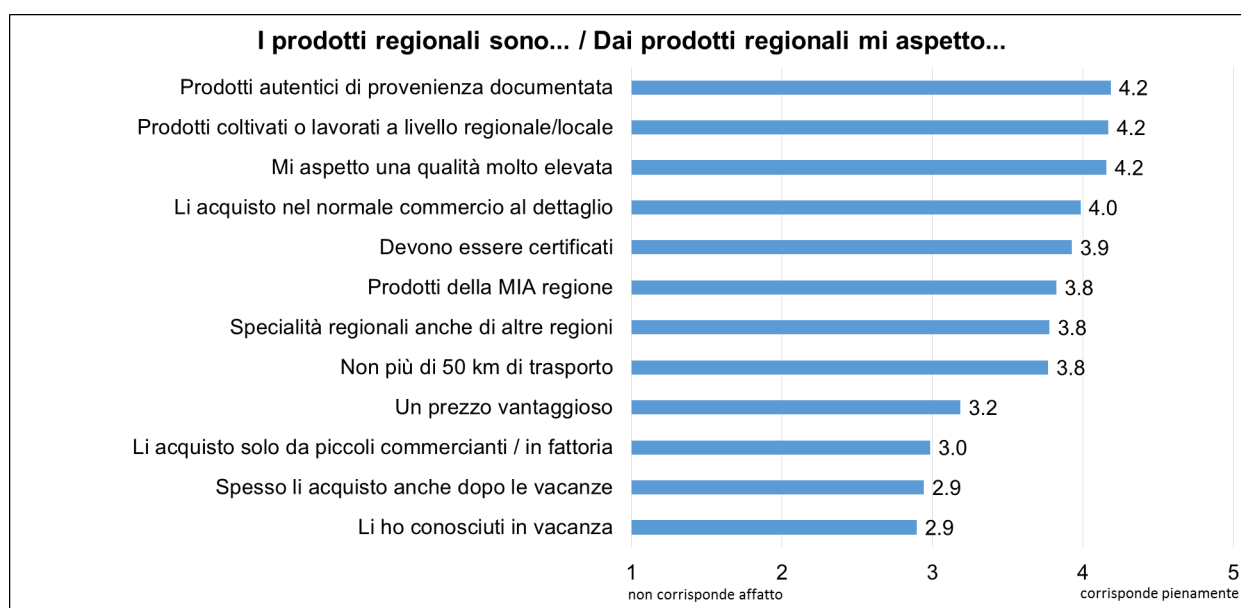 I prodotti regionali sono... / Dai prodotti regionali mi aspetto...
Prodotti autentici di provenienza documentata 4.2
Prodotti coltivati o lavorati a livello regionale/locale 4.2
Mi aspetto una qualità molto elevata 4.2
Li acquisto nel normale commercio al dettaglio 4.0
Devono essere certificati 3.9
Prodotti della MIA regione 3.8
Specialità regionali anche di altre regioni 3.8
Non più di 50 km di trasporto 3.8
Un prezzo vantaggioso 3.2
Li acquisto solo da piccoli commercianti / in fattoria 3.0
Spesso li acquisto anche dopo le vacanze 2.9
Li ho conosciuti in vacanza 2.9
1 2 3 4 5
non corrisponde affatto corrisponde pienamente